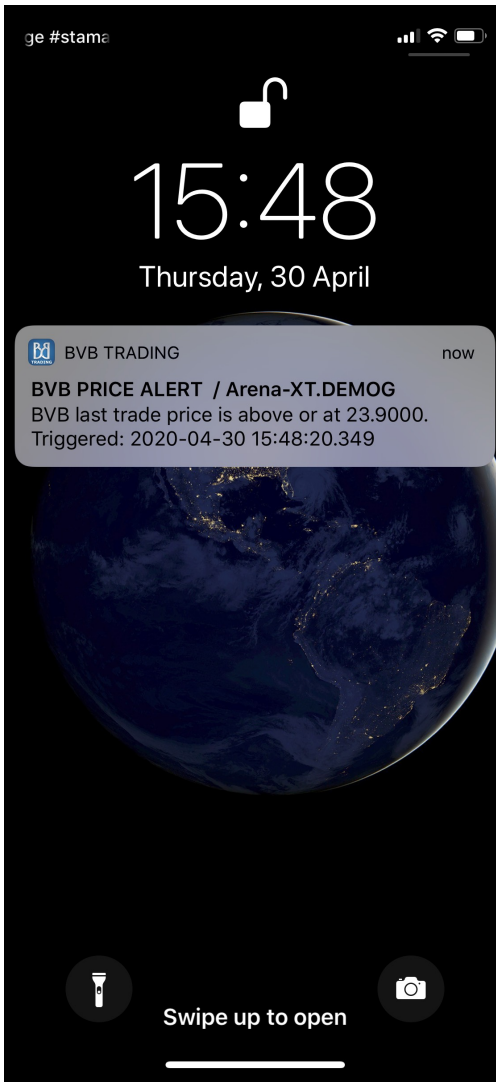 ge #stama
15:48
Thursday, 30 April
BVB TRADING now
BVB PRICE ALERT / Arena-XT.DEMOG
BVB last trade price is above or at 23.9000.
Triggered: 2020-04-30 15:48:20.349
Swipe up to open